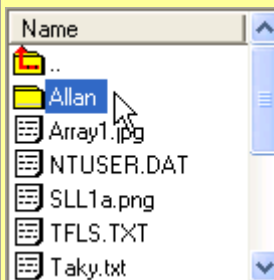 Name
..
Allan
Array1.jpg
NTUSER.DAT
SLL1a.png
TFLS.TXT
Taky.txt